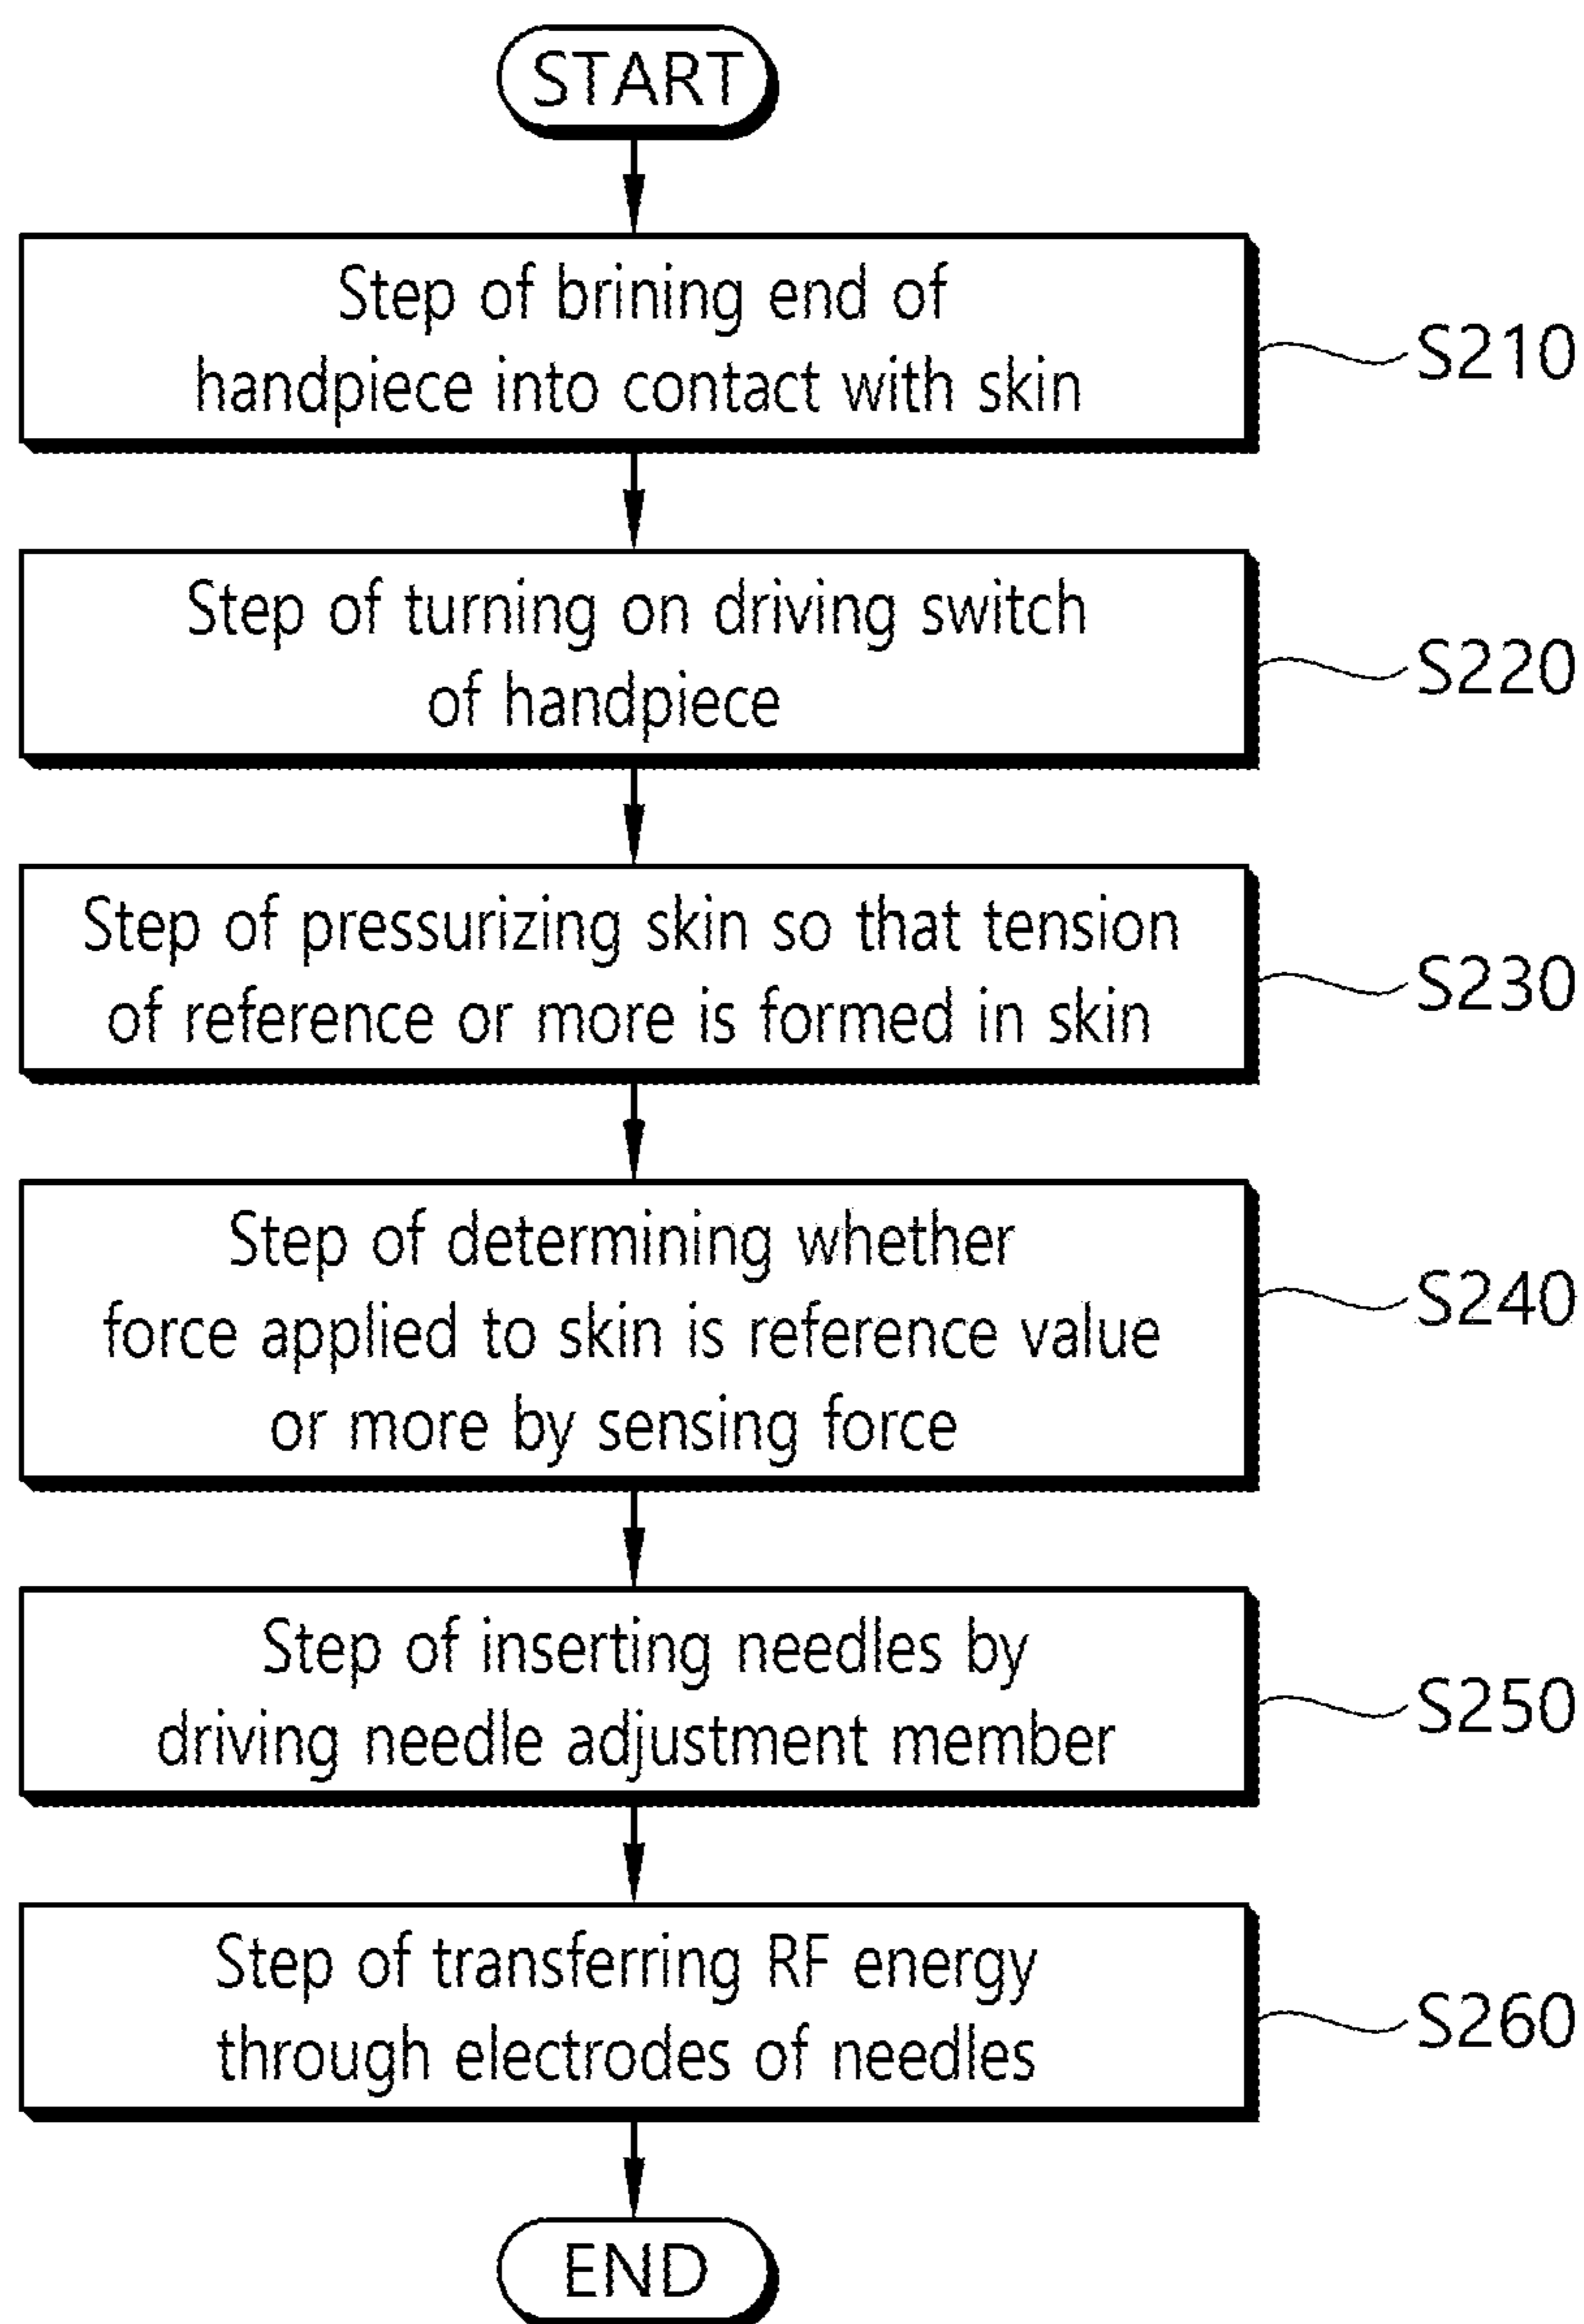 START
Step of brining end of
handpiece into contact with skin
S210
Step of turning on driving switch
of handpiece
S220
Step of pressurizing skin so that tension
of reference or more is formed in skin
S230
Step of determining whether
force applied to skin is reference value
or more by sensing force
S240
Step of inserting needles by
driving needle adjustment member
S250
Step of transferring RF energy
through electrodes of needles
S260
END